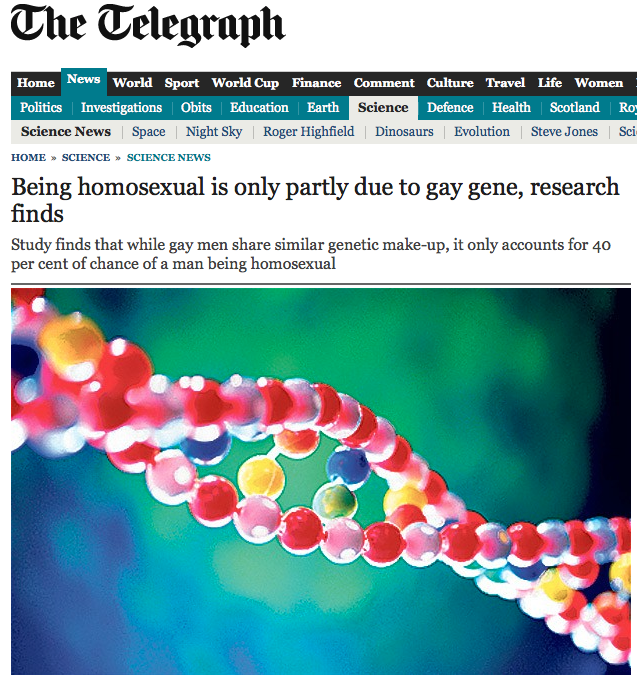 The Telegraph
Home News World Sport World Cup Finance Comment Culture Travel Life Women
Politics Investigations Obits Education Earth Science Defence Health Scotland
Science News Space Night Sky Roger Highfield Dinosaurs Evolution Steve Jones
HOME » SCIENCE » SCIENCE NEWS
Being homosexual is only partly due to gay gene, research
finds
Study finds that while gay men share similar genetic make-up, it only accounts for 40
per cent of chance of a man being homosexual